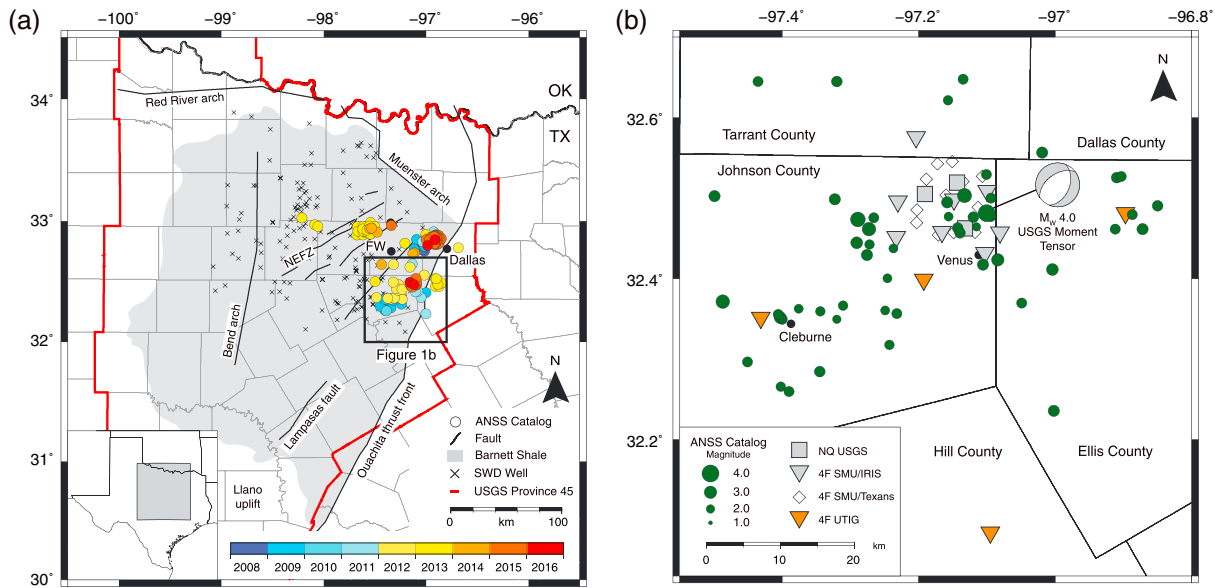 (a)
−100° −99° −98° −97° −96°
34°
33°
32°
31°
30°
Red River arch
OK
TX
Muenster arch
NEFZ
FW
Dallas
Bend arch
Figure 1b
N
Lampasas fault
Ouachita thrust front
Llano
uplift
ANSS Catalog
Fault
Barnett Shale
SWD Well
USGS Province 45
0 km 100
2008 2009 2010 2011 2012 2013 2014 2015 2016
(b)
−97.4° −97.2° −97° −96.8°
32.6°
32.4°
32.2°
N
Tarrant County
Dallas County
Johnson County
Mw 4.0
USGS Moment
Tensor
Venus
Cleburne
Hill County
Ellis County
ANSS Catalog
Magnitude
4.0
3.0
2.0
1.0
NQ USGS
4F SMU/IRIS
4F SMU/Texans
4F UTIG
km
0 10 20